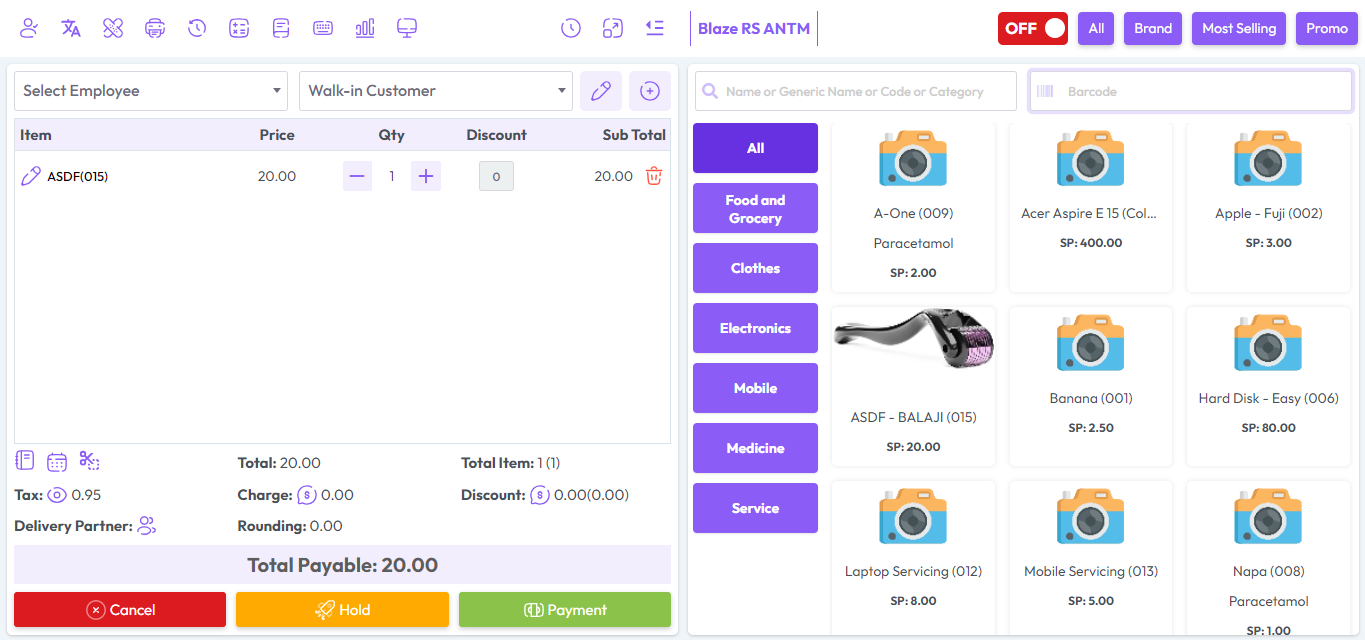 Blaze RS ANTM
OFF
All
Brand
Most Selling
Promo
Select Employee
Walk-in Customer
Item Price Qty Discount Sub Total
ASDF(015) 20.00 1 0 20.00
Total: 20.00 Total Item: 1 (1)
Tax: 0.95 Charge: $ 0.00 Discount: $ 0.00(0.00)
Delivery Partner: Rounding: 0.00
Total Payable: 20.00
Cancel
Hold
Payment
Name or Generic Name or Code or Category
Barcode
All
Food and
Grocery
Clothes
Electronics
Mobile
Medicine
Service
A-One (009)
Paracetamol
SP: 2.00
Acer Aspire E 15 (Col...
SP: 400.00
Apple - Fuji (002)
SP: 3.00
ASDF - BALAJI (015)
SP: 20.00
Banana (001)
SP: 2.50
Hard Disk - Easy (006)
SP: 80.00
Laptop Servicing (012)
SP: 8.00
Mobile Servicing (013)
SP: 5.00
Napa (008)
Paracetamol
SP: 1.00